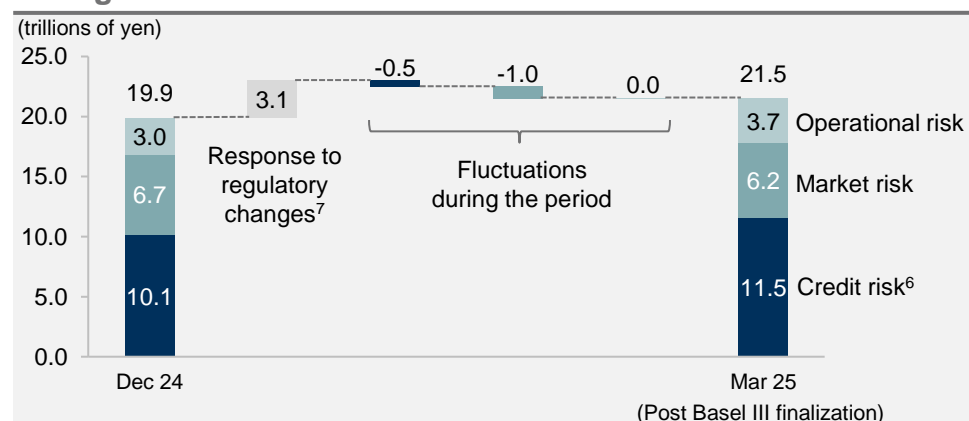 (trillions of yen)
25.0
20.0
15.0
10.0
5.0
0.0
19.9
3.0
6.7
10.1
Dec 24
3.1
Response to
regulatory
changes7
-0.5
-1.0
0.0
Fluctuations
during the period
21.5
3.7 Operational risk
6.2 Market risk
11.5 Credit risk6
Mar 25
(Post Basel III finalization)